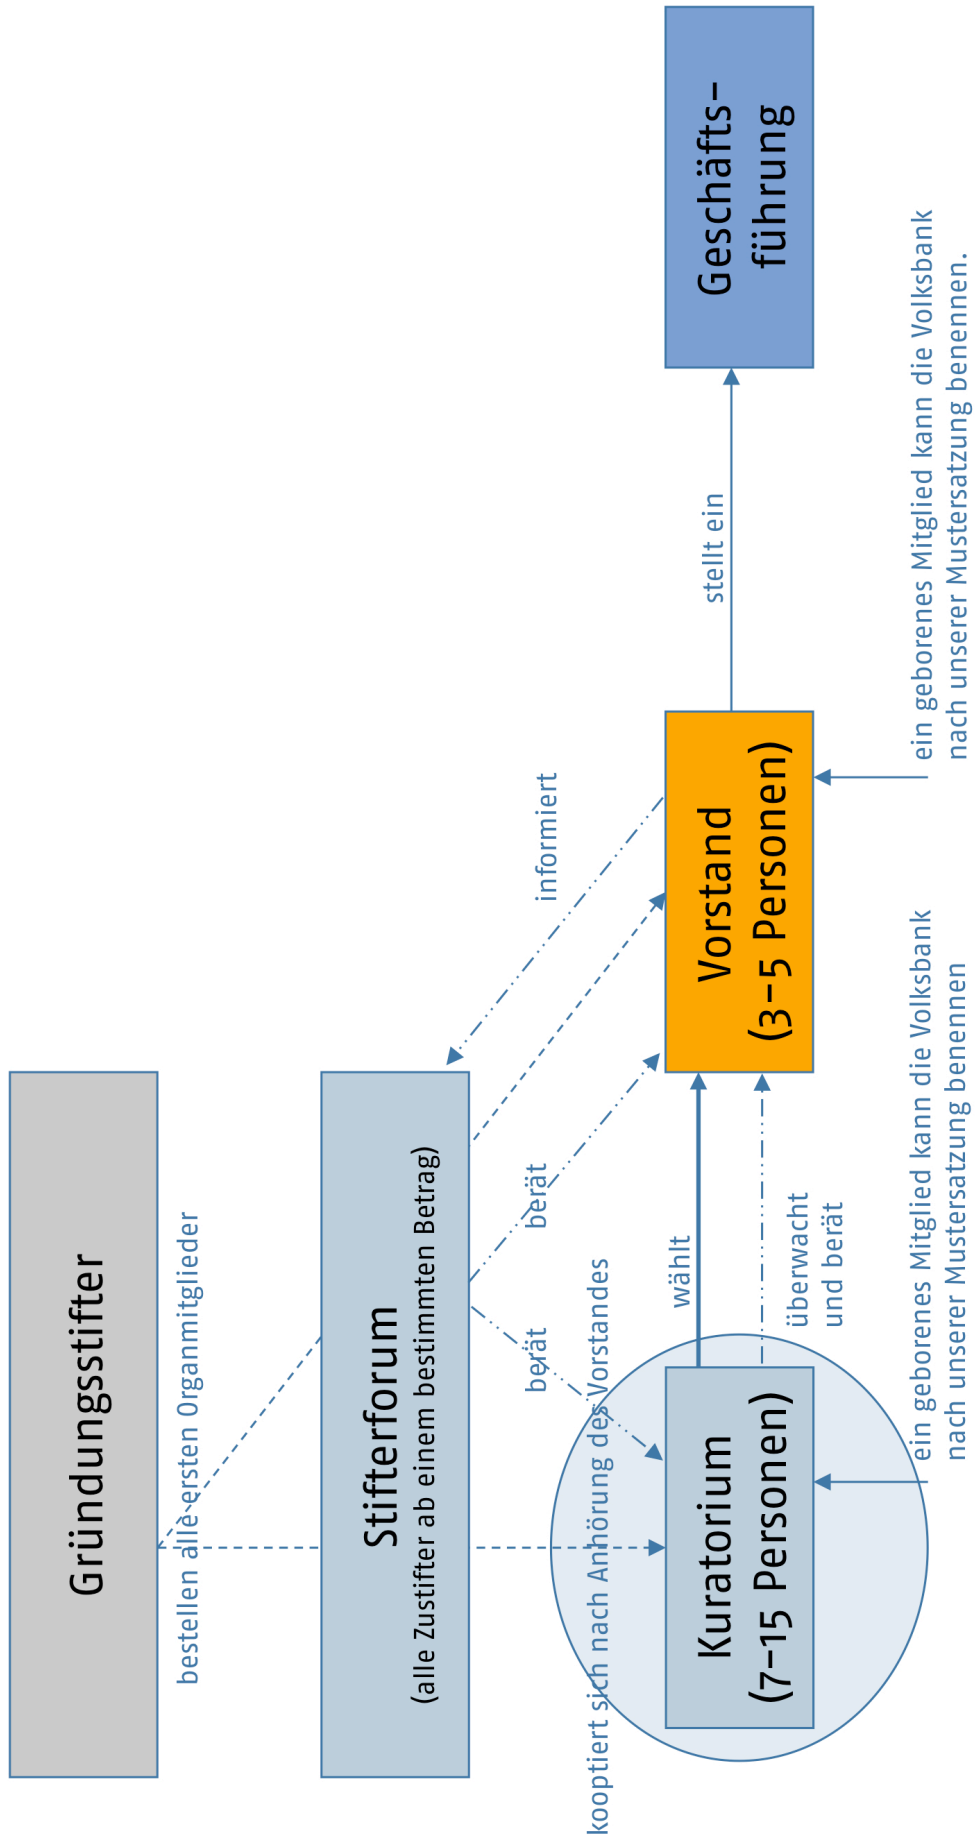 Gründungsstifter
bestellen alle ersten Organmitglieder
Stifterforum
(alle Zustifter ab einem bestimmten Betrag)
berät
berät
informiert
kooptiert sich nach Anhörung des Vorstandes
Kuratorium
(7–15 Personen)
wählt
überwacht
und berät
Vorstand
(3–5 Personen)
stellt ein
Geschäfts-
führung
ein geborenes Mitglied kann die Volksbank
nach unserer Mustersatzung benennen
ein geborenes Mitglied kann die Volksbank
nach unserer Mustersatzung benennen.